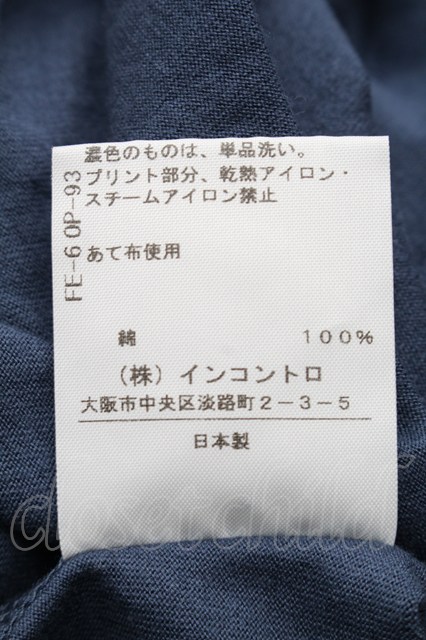 濃色のものは、単品洗い。
プリント部分、乾熱アイロン・
スチームアイロン禁止
あて布使用
FE-6 OP-93
綿 100%
(株)インコントロ
大阪市中央区淡路町2-3-5
日本製
closet child